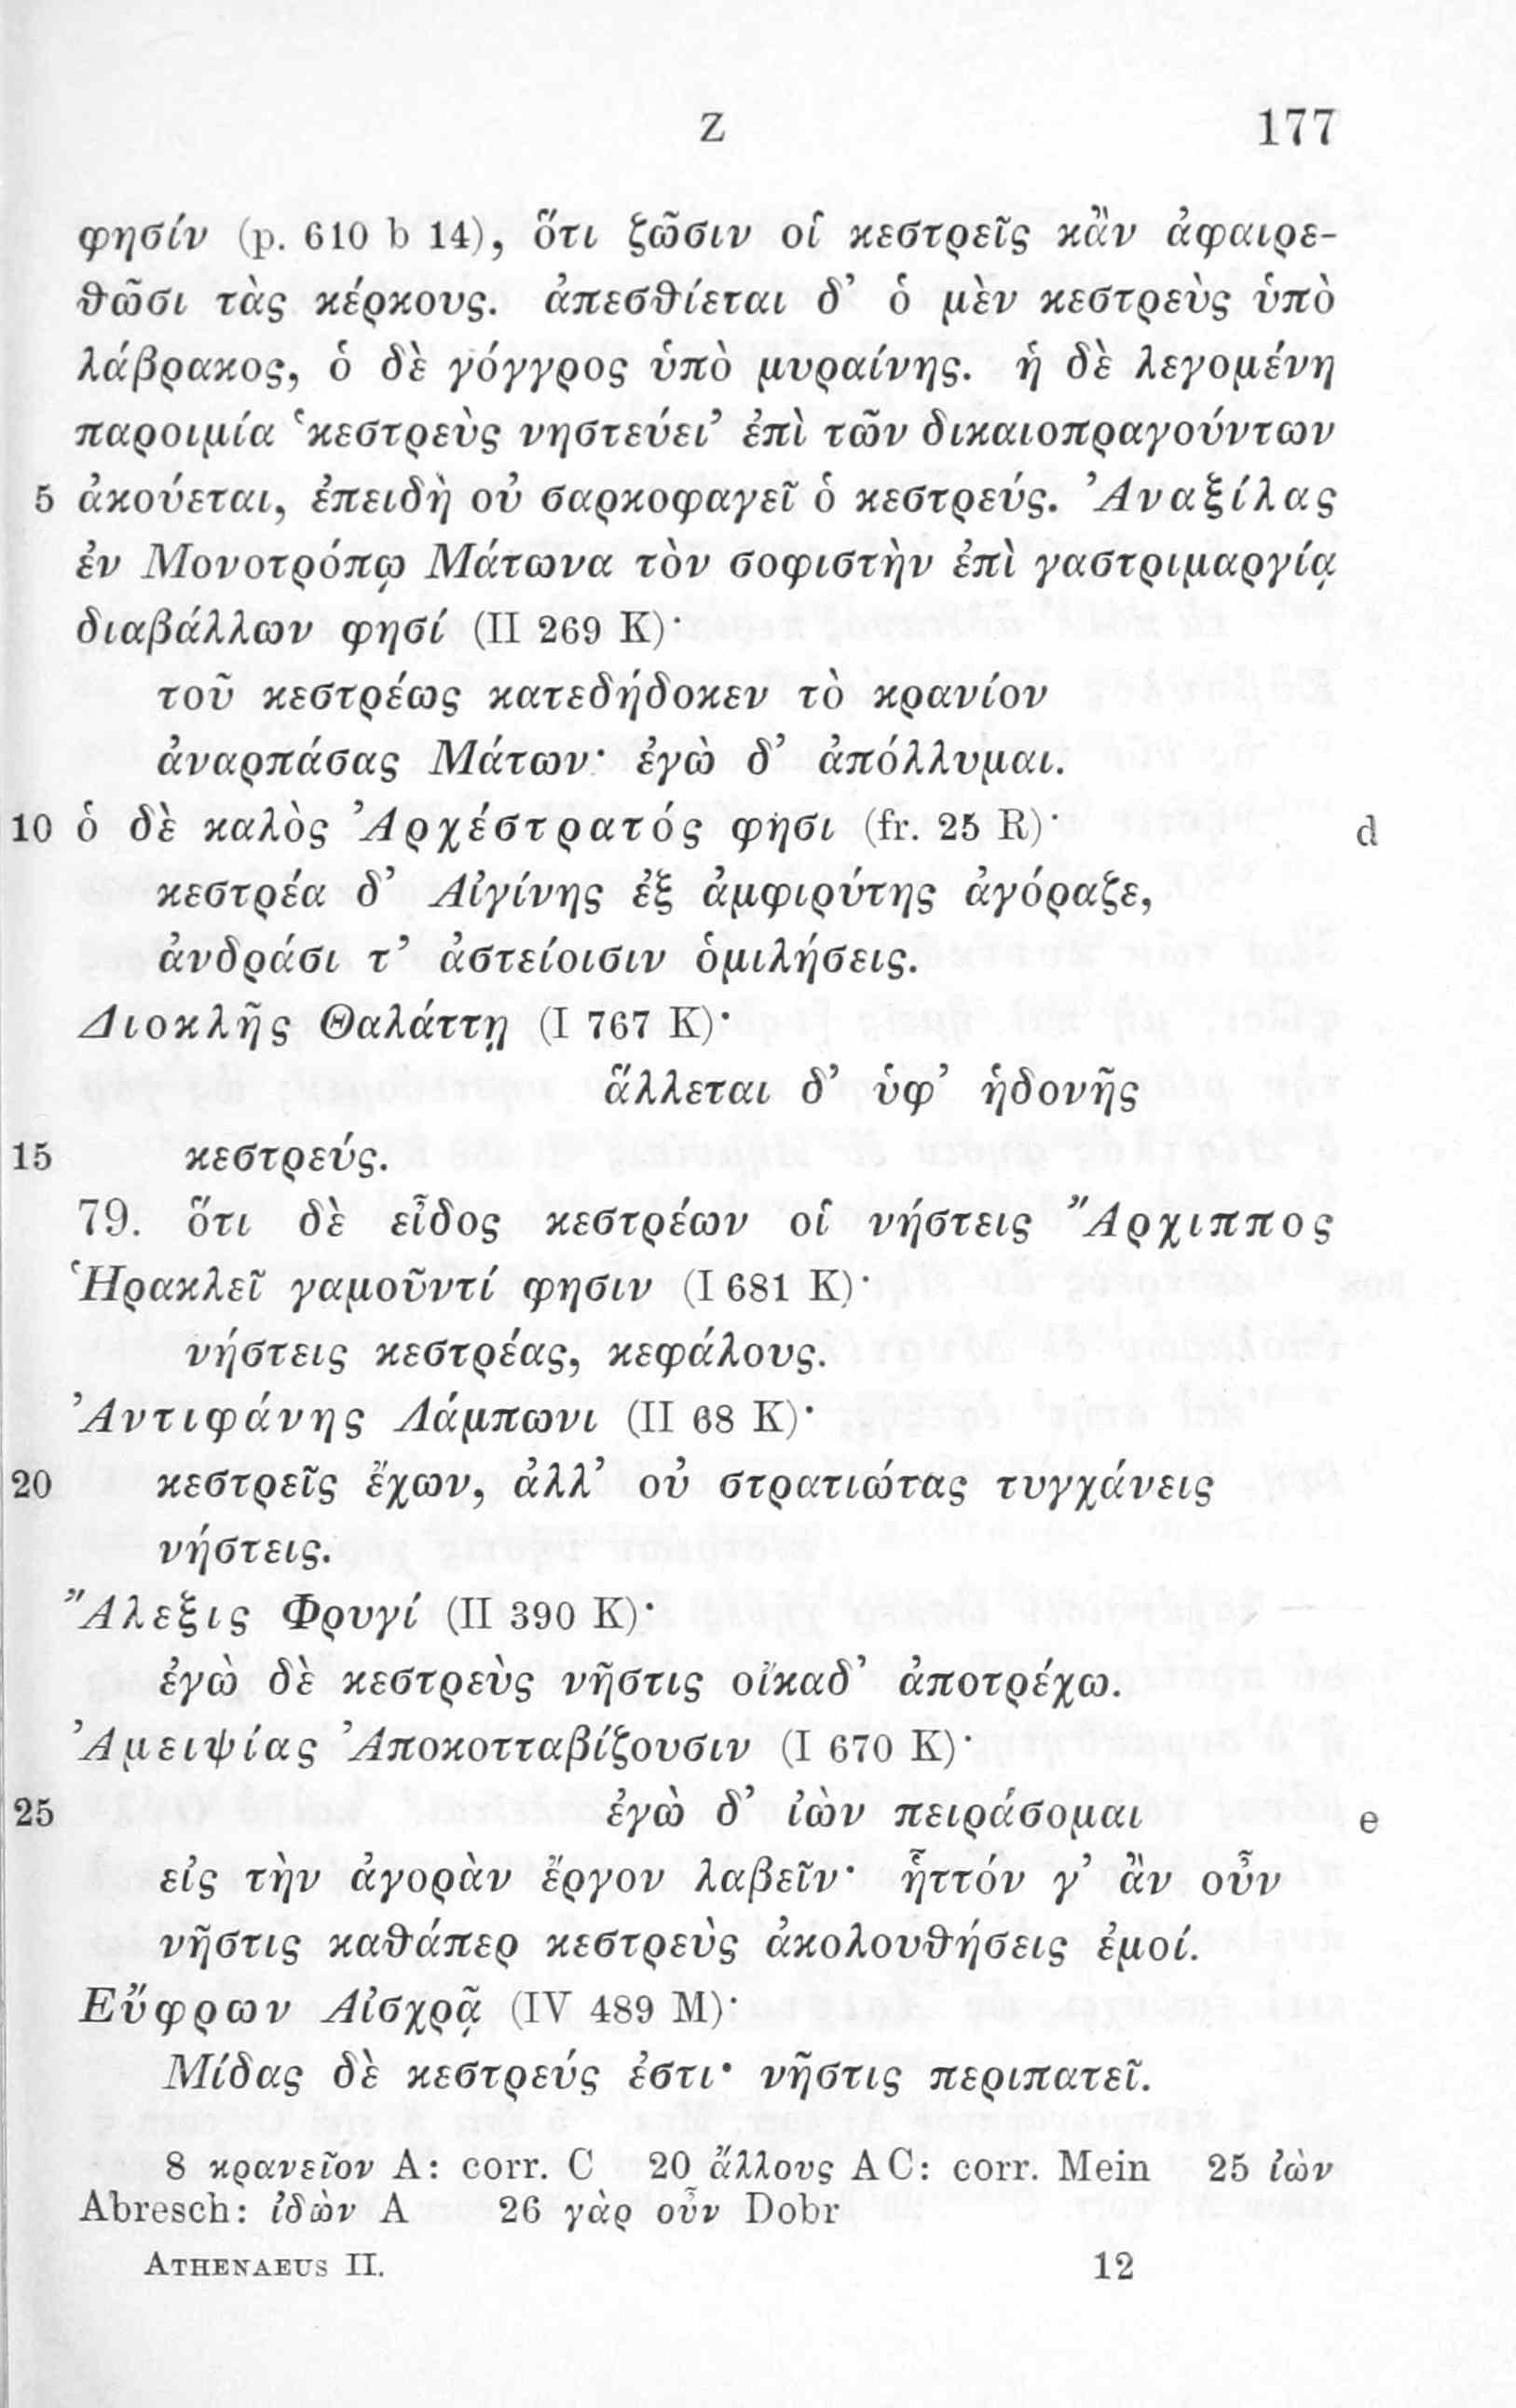 Z 177
φησίν (p. 610 b 14), ὅτι ζῶσιν οἱ κεστρεῖς κἂν ἀφαιρε-
θῶσι τὰς κέρκους. ἀπεσθίεται δ’ ὁ μὲν κεστρεὺς ὑπὸ
λάβρακος, ὁ δὲ γόγγρος ὑπὸ μυραίνης. ἡ δὲ λεγομένη
παροιμία ‘κεστρεὺς νηστεύει’ ἐπὶ τῶν δικαιοπραγούντων
5 ἀκούεται, ἐπειδὴ οὐ σαρκοφαγεῖ ὁ κεστρεύς. Ἀναξίλας
ἐν Μονοτρόπῳ Μάτωνα τὸν σοφιστὴν ἐπὶ γαστριμαργίᾳ
διαβάλλων φησί (II 269 K)·
τοῦ κεστρέως κατεδήδοκεν τὸ κρανίον
ἀναρπάσας Μάτων· ἐγὼ δ’ ἀπόλλυμαι.
10 ὁ δὲ καλὸς Ἀρχέστρατός φησι (fr. 25 R)· d
κεστρέα δ’ Αἰγίνης ἐξ ἀμφιρύτης ἀγόραζε,
ἀνδράσι τ’ ἀστείοισιν ὁμιλήσεις.
Διοκλῆς Θαλάττῃ (I 767 K)·
ἅλλεται δ’ ὑφ’ ἡδονῆς
15 κεστρεύς.
79. ὅτι δὲ εἶδος κεστρέων οἱ νήστεις Ἄρχιππος
Ἡρακλεῖ γαμοῦντί φησιν (I 681 K)·
νήστεις κεστρέας, κεφάλους.
Ἀντιφάνης Λάμπωνι (II 68 K)·
20 κεστρεῖς ἔχων, ἀλλ’ οὐ στρατιώτας τυγχάνεις
νήστεις.
Ἄλεξις Φρυγί (II 390 K)·
ἐγὼ δὲ κεστρεὺς νῆστις οἴκαδ’ ἀποτρέχω.
Ἀμειψίας Ἀποκοτταβίζουσιν (I 670 K)·
25 ἐγὼ δ’ ἰὼν πειράσομαι e
εἰς τὴν ἀγορὰν ἔργον λαβεῖν· ἧττόν γ’ ἂν οὖν
νῆστις καθάπερ κεστρεὺς ἀκολουθήσεις ἐμοί.
Εὔφρων Αἰσχρᾷ (IV 489 M)·
Μίδας δὲ κεστρεύς ἐστι· νῆστις περιπατεῖ.
8 κρανεῖον A: corr. C 20 ἄλλους AC: corr. Mein 25 ἰὼν
Abresch: ἰδὼν A 26 γὰρ οὖν Dobr
ATHENAEUS II. 12